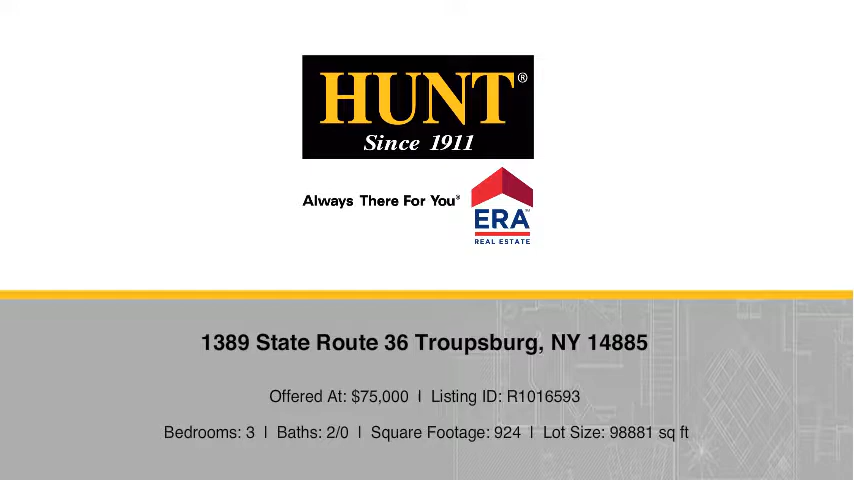 HUNT®
Since 1911
Always There For You®
ERA
REAL ESTATE
1389 State Route 36 Troupsburg, NY 14885
Offered At: $75,000 | Listing ID: R1016593
Bedrooms: 3 | Baths: 2/0 | Square Footage: 924 | Lot Size: 98881 sq ft